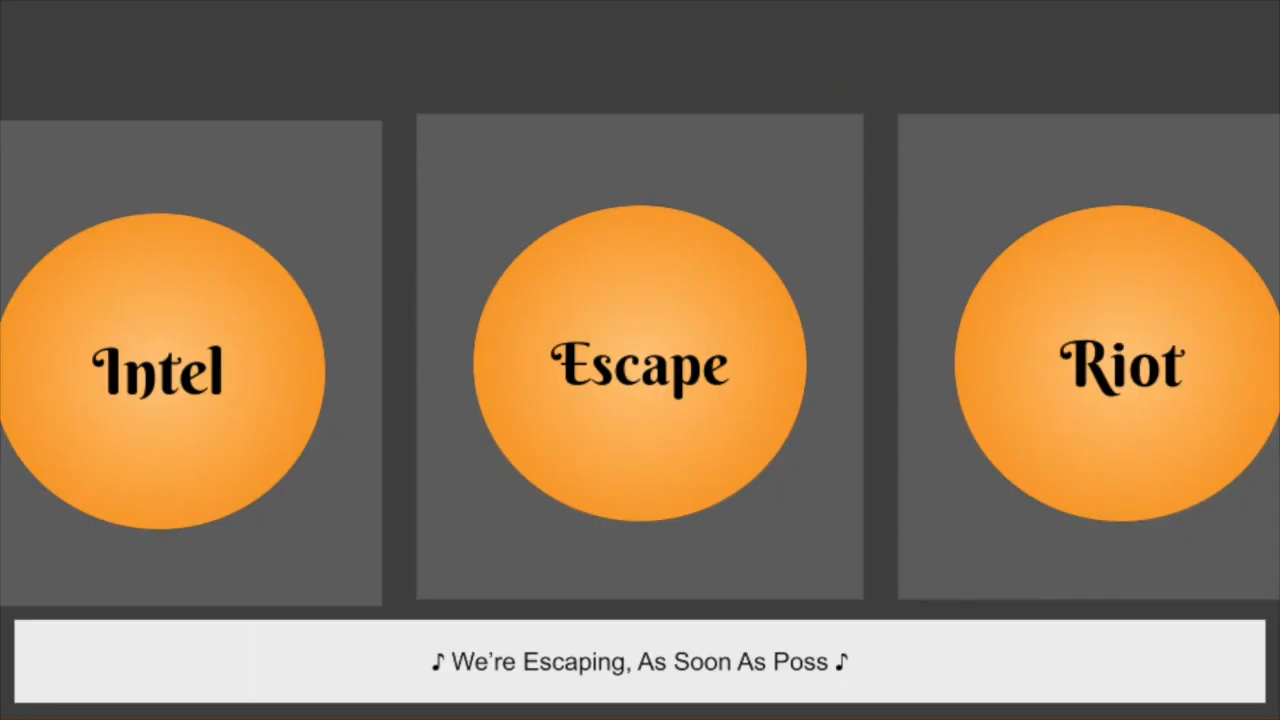 Intel
Escape
Riot
♪ We’re Escaping, As Soon As Poss ♪